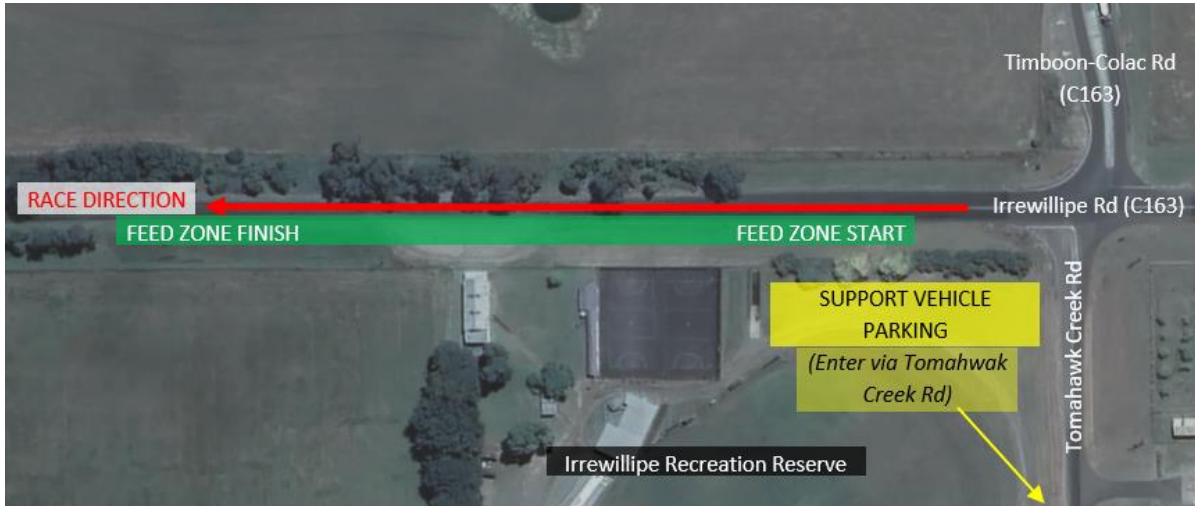 Timboon-Colac Rd
(C163)
RACE DIRECTION
Irrewillipe Rd (C163)
FEED ZONE FINISH
FEED ZONE START
SUPPORT VEHICLE
PARKING
(Enter via Tomahwak
Creek Rd)
Tomahawk Creek Rd
Irrewillipe Recreation Reserve